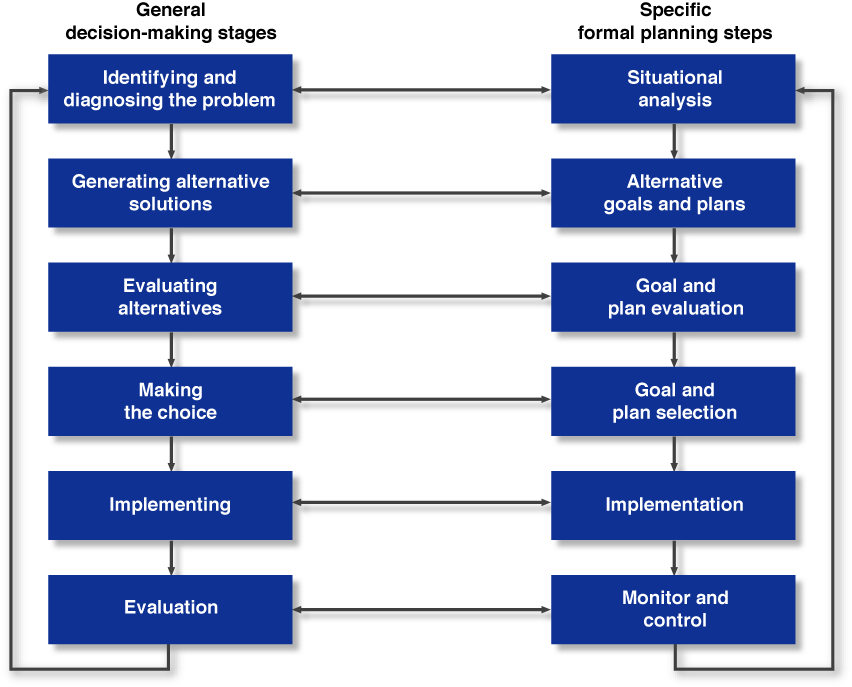 General
decision-making stages
Specific
formal planning steps
Identifying and
diagnosing the problem
Situational
analysis
Generating alternative
solutions
Alternative
goals and plans
Evaluating
alternatives
Goal and
plan evaluation
Making
the choice
Goal and
plan selection
Implementing
Implementation
Evaluation
Monitor and
control